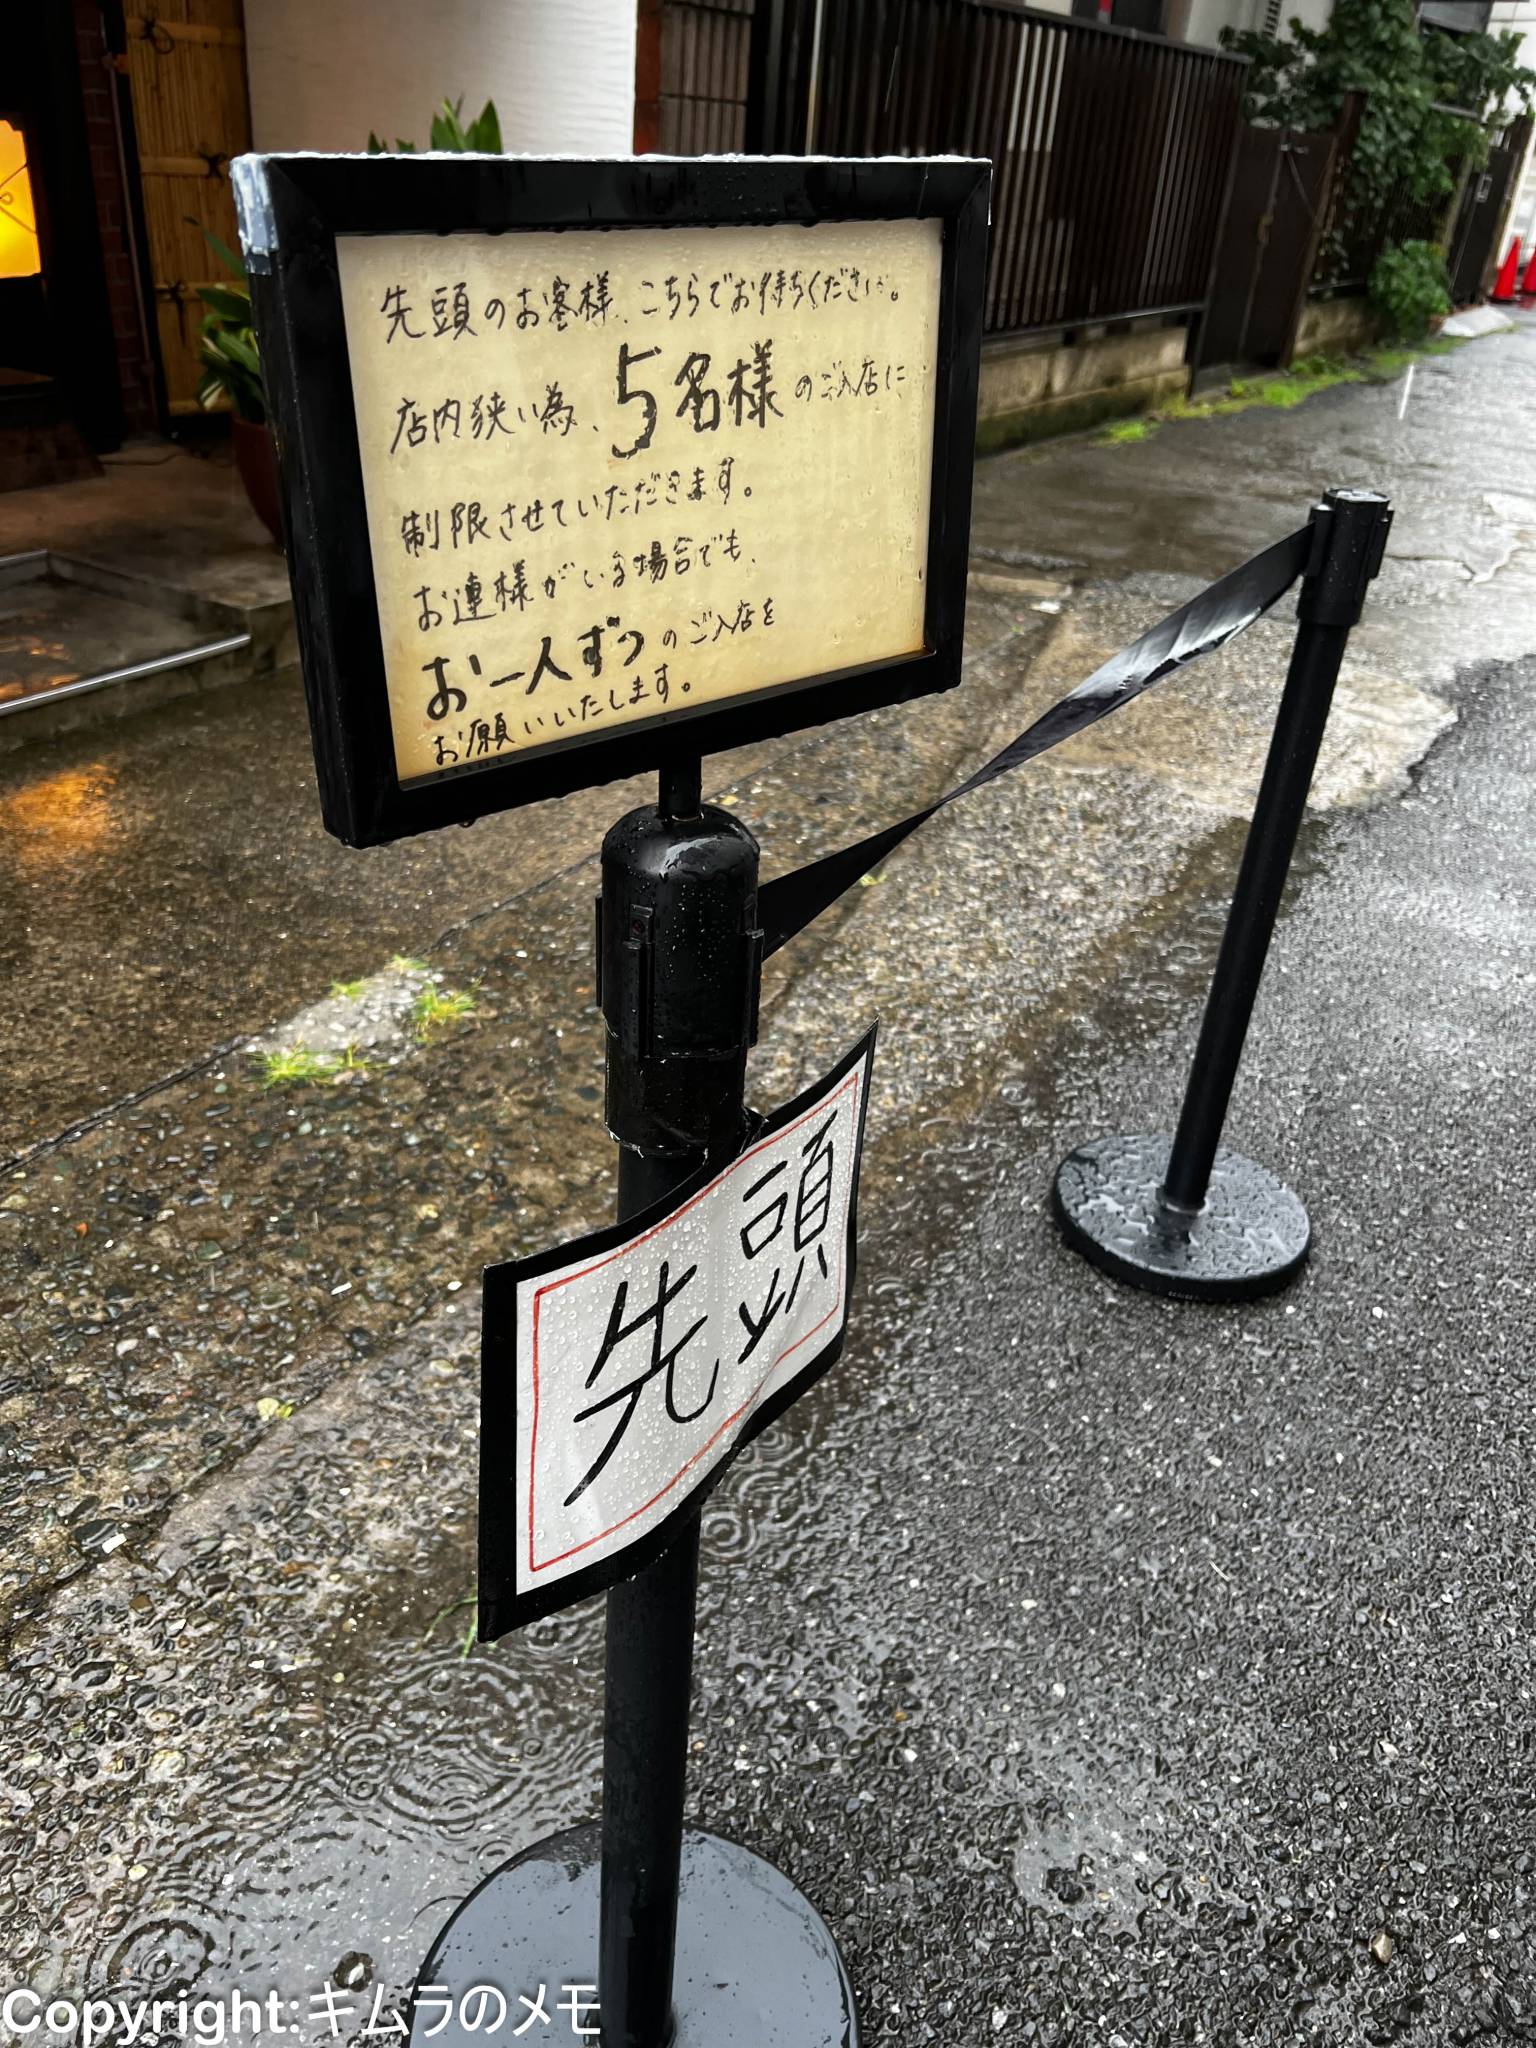 先頭のお客様、こちらでお待ちください。
店内狭い為、5名様のご入店に
制限させていただきます。
お連様がいる場合でも、
お一人ずつのご入店を
お願いいたします。
先頭
Copyright:キムラのメモ